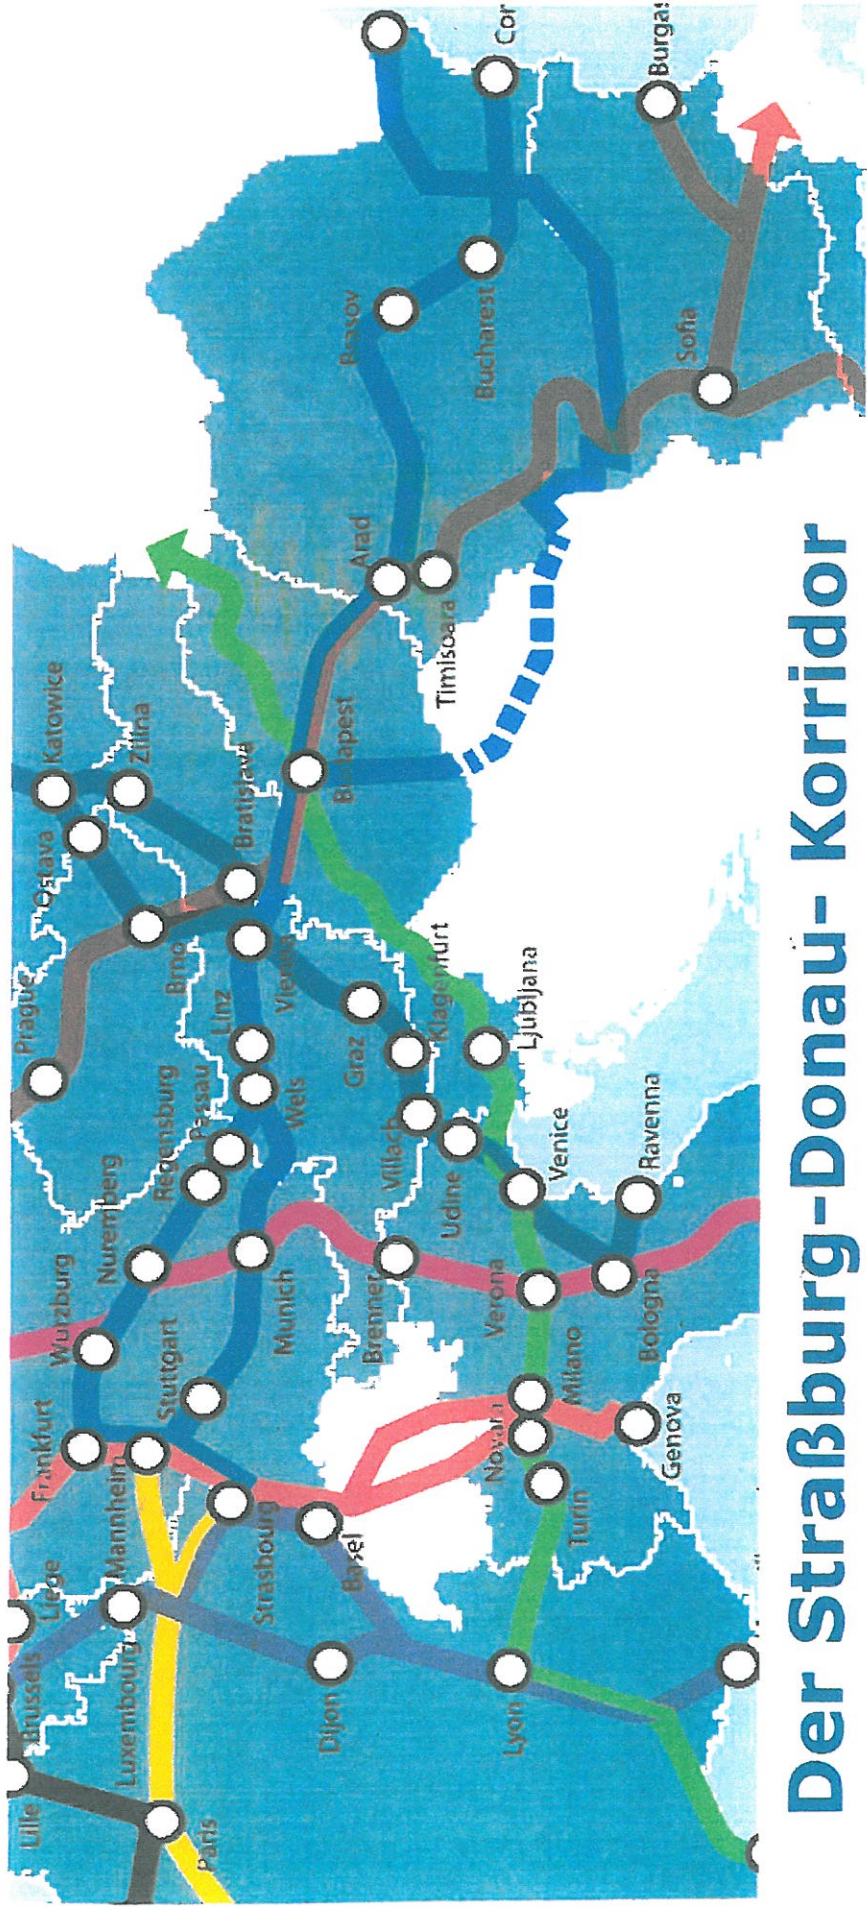 Lille
Brussels
Liege
Frankfurt
Wurzburg
Nuremberg
Prague
Ostava
Katowice
Luxembourg
Mannheim
Stuttgart
Regensburg
Passau
Linz
Brno
Zilina
Paris
Strasbourg
Munich
Wels
Vienna
Bratislava
Dijon
Basel
Brenner
Villach
Graz
Klagenfurt
Budapest
Arad
Brasov
Cor
Lyon
Turin
Novara
Milano
Verona
Udine
Venice
Ljubljana
Timisoara
Bucharest
Genova
Bologna
Ravenna
Sofia
Burgas
Der Straßburg-Donau- Korridor